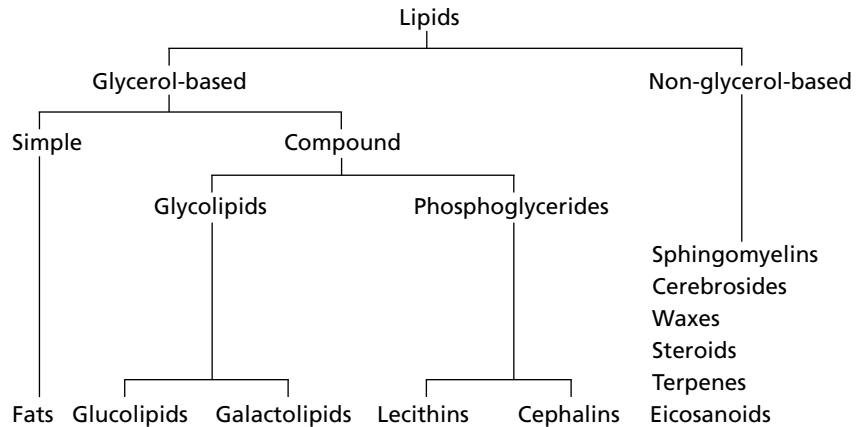 Lipids
Glycerol-based Non-glycerol-based
Simple Compound
Glycolipids Phosphoglycerides
Sphingomyelins
Cerebrosides
Waxes
Steroids
Terpenes
Fats Glucolipids Galactolipids Lecithins Cephalins Eicosanoids